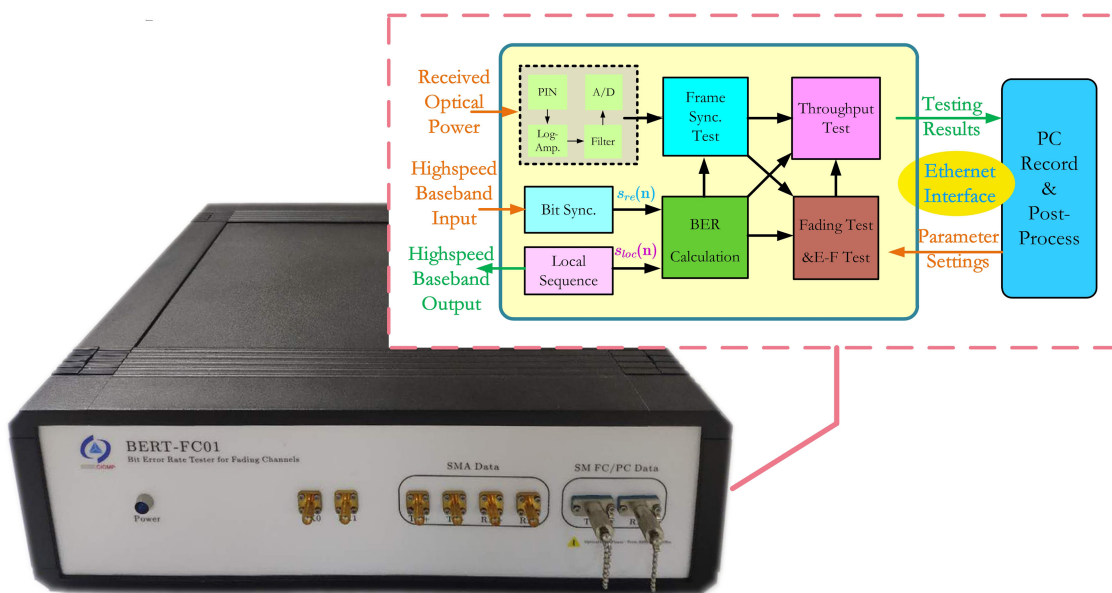 Received
Optical
Power
PIN
A/D
Log-
Amp.
Filter
Frame
Sync.
Test
Throughput
Test
Testing
Results
PC
Record
&
Post-
Process
Highspeed
Baseband
Input
Bit Sync.
s_re(n)
BER
Calculation
Fading Test
&E-F Test
Ethernet
Interface
Highspeed
Baseband
Output
Local
Sequence
s_loc(n)
Parameter
Settings
BERT-FC01
Bit Error Rate Tester for Fading Channels
SMA Data
SM FC/PC Data
Power